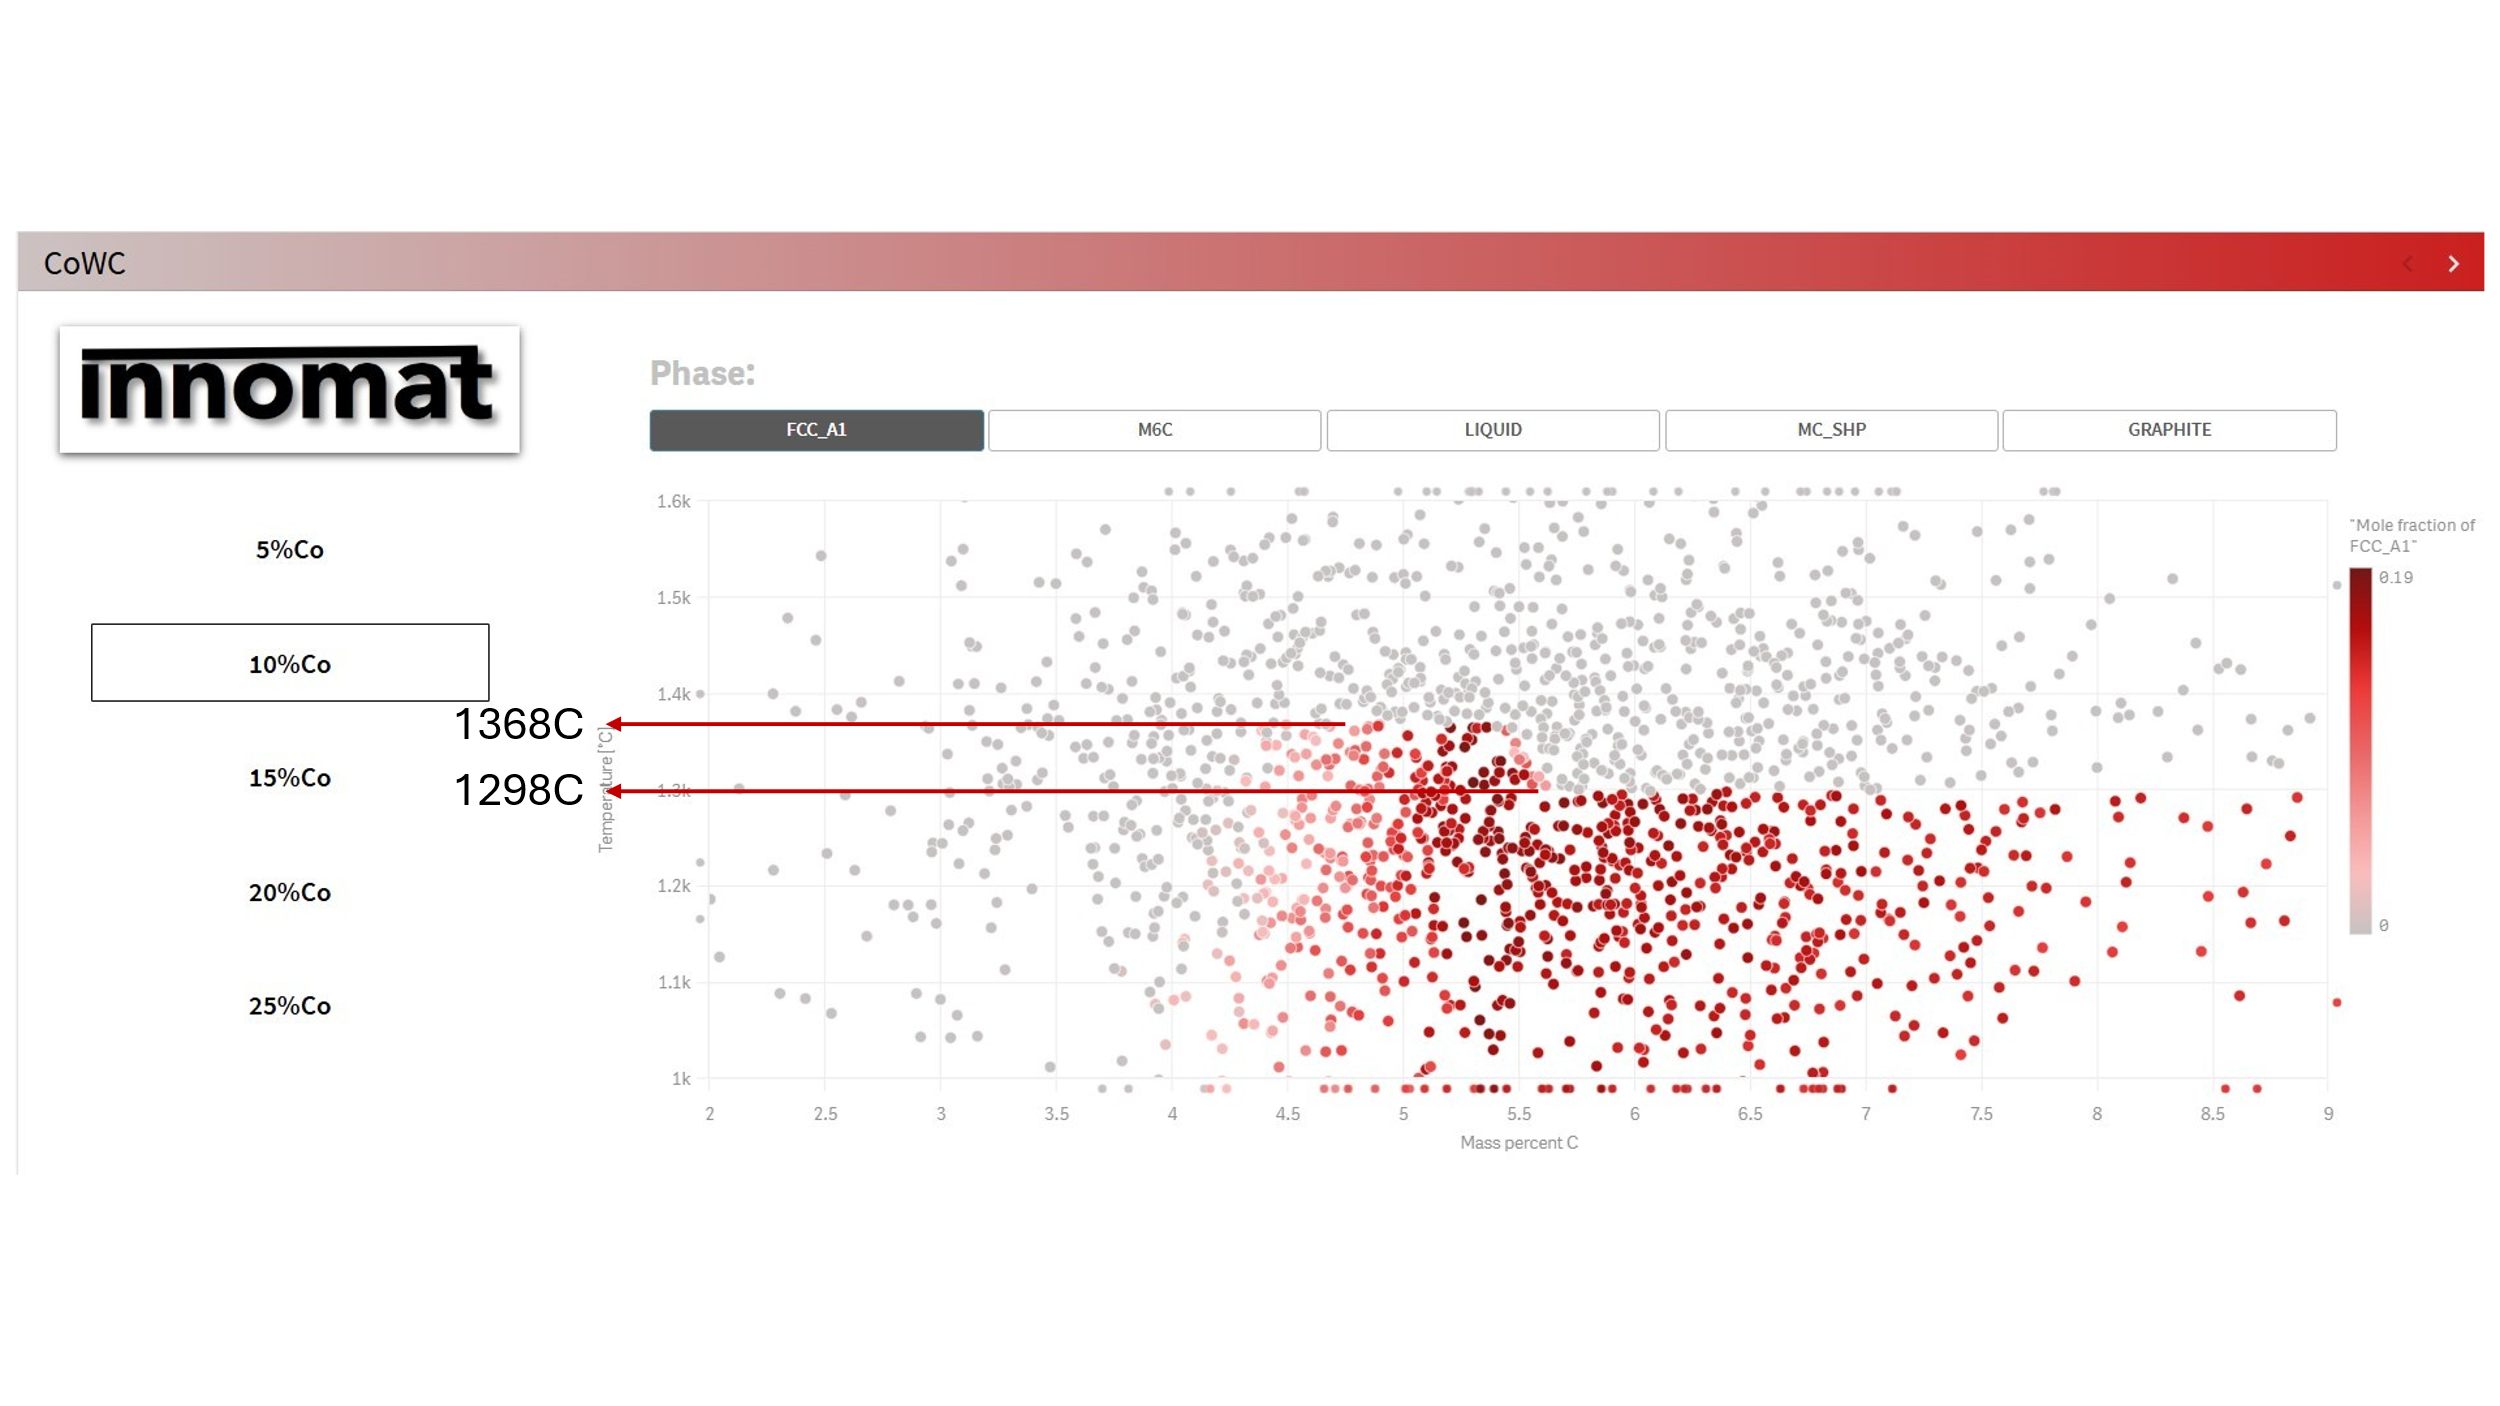 CoWC
innomat
Phase:
FCC_A1
M6C
LIQUID
MC_SHP
GRAPHITE
5%Co
10%Co
15%Co
20%Co
25%Co
1368C
1298C
Temperature [°C]
1.6k
1.5k
1.4k
1.3k
1.2k
1.1k
1k
2
2.5
3
3.5
4
4.5
5
5.5
6
6.5
7
7.5
8
8.5
9
Mass percent C
"Mole fraction of
FCC_A1"
0.19
0